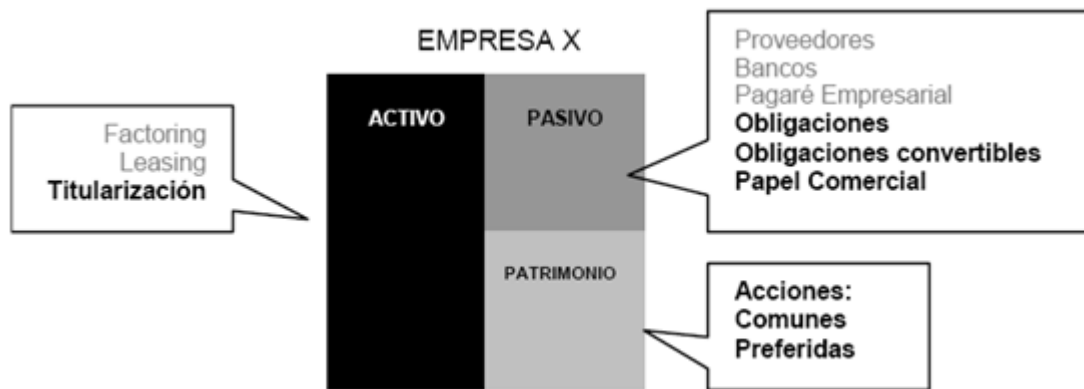 EMPRESA X
Factoring
Leasing
Titularización
ACTIVO
PASIVO
PATRIMONIO
Proveedores
Bancos
Pagaré Empresarial
Obligaciones
Obligaciones convertibles
Papel Comercial
Acciones:
Comunes
Preferidas